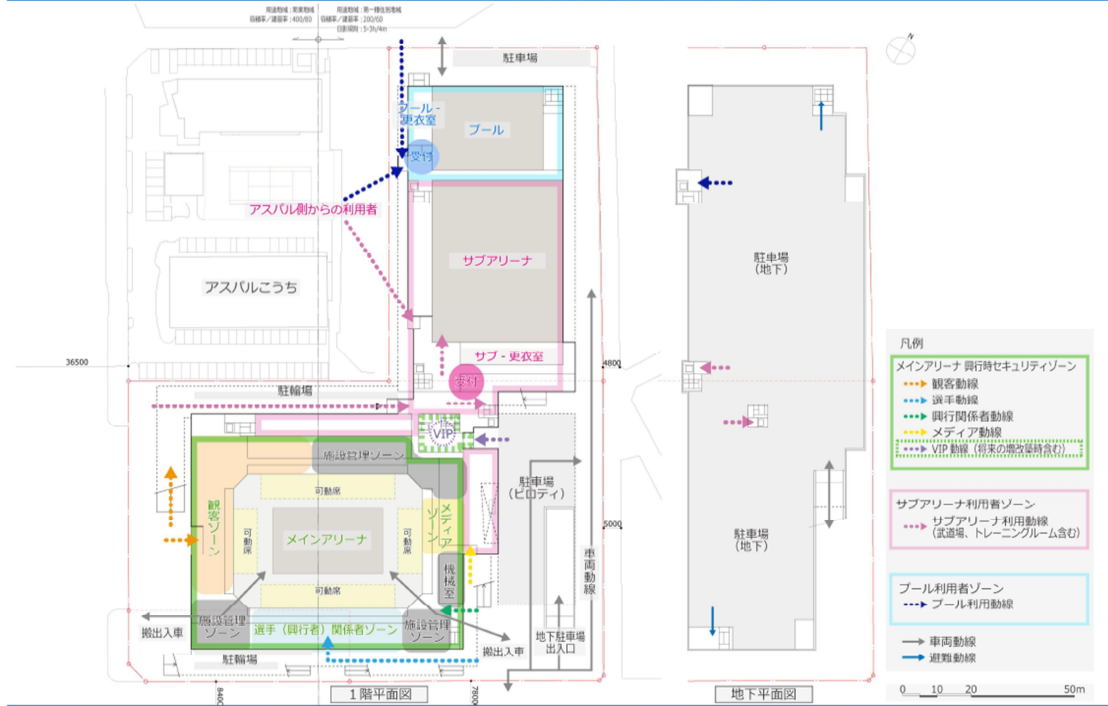 用途地域：商業地域
容積率／建蔽率：400/80
用途地域：第一種住居地域
容積率／建蔽率：200/60
日影規制：5-3h/4m
N
駐車場
プール -
更衣室
プール
受付
アスパル側からの利用者
サブアリーナ
アスパルこうち
サブ - 更衣室
受付
36500
4800
駐輪場
VIP
施設管理ゾーン
観客ゾーン
可動席
可動席
メインアリーナ
可動席
可動席
メディアゾーン
機械室
施設管理
ゾーン
選手（興行者）関係者ゾーン
施設管理
ゾーン
搬出入車
搬出入車
駐輪場
駐車場
（ピロティ）
5000
車両動線
地下駐車場
出入口
8400
7800
1階平面図
駐車場
（地下）
駐車場
（地下）
地下平面図
凡例
メインアリーナ 興行時セキュリティゾーン
観客動線
選手動線
興行関係者動線
メディア動線
VIP 動線（将来の増改築時含む）
サブアリーナ利用者ゾーン
サブアリーナ利用動線
（武道場、トレーニングルーム含む）
プール利用者ゾーン
プール利用動線
車両動線
避難動線
0 10 20 50m